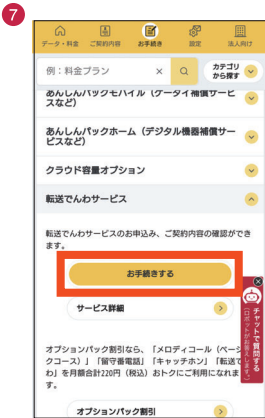 7
データ・料金 ご契約内容 お手続き 設定 法人向け
例：料金プラン × カテゴリから探す
あんしんパックモバイル（ケータイ補償サービスなど）
あんしんパックホーム（デジタル機器補償サービスなど）
クラウド容量オプション
転送でんわサービス
転送でんわサービスのお申込み、ご契約内容の確認ができ
ます。
お手続きする
サービス詳細
チャットで質問する
（ロボットがお答えします。）
オプションパック割引なら、「メロディコール（ベーシッ
クコース）」「留守番電話」「キャッチホン」「転送で
わ」を月額合計220円（税込）おトクにご利用になれま
す。
オプションパック割引